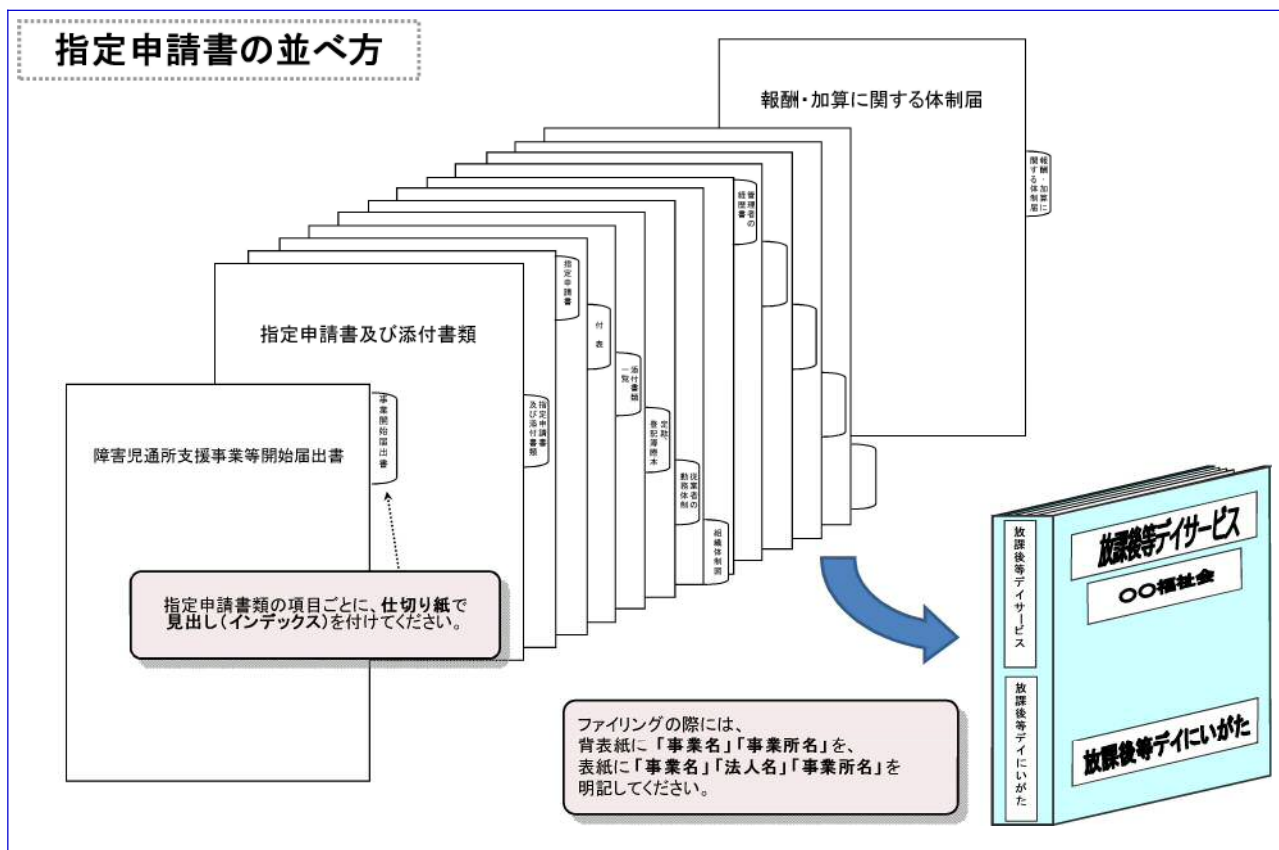 指定申請書の並べ方
報酬・加算に関する体制届
報酬・加算に
関する体制届
管理者の
経歴書
指定申請書
指定申請書及び添付書類
付表
添付書類
一覧
指定申請書
及び添付書類
定款、
登記簿謄本
従業者の
勤務体制
組織体制図
障害児通所支援事業等開始届出書
事業開始届出書
指定申請書類の項目ごとに、仕切り紙で
見出し(インデックス)を付けてください。
ファイリングの際には、
背表紙に「事業名」「事業所名」を、
表紙に「事業名」「法人名」「事業所名」を
明記してください。
放課後等デイサービス
放課後等デイにいがた
放課後等デイサービス
〇〇福祉会
放課後等デイにいがた